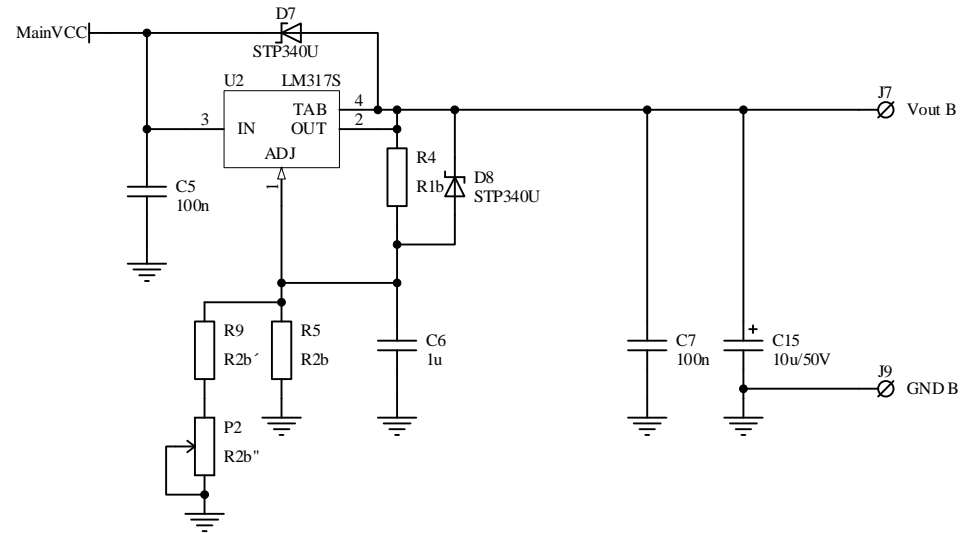 D7
MainVCC
STP340U
U2 LM317S
TAB 4
3 IN OUT 2
ADJ
1
J7
Vout B
R4
R1b
D8
STP340U
C5
100n
R9
R2b´
R5
R2b
C6
1u
C7
100n
+
C15
10u/50V
J9
GND B
P2
R2b"